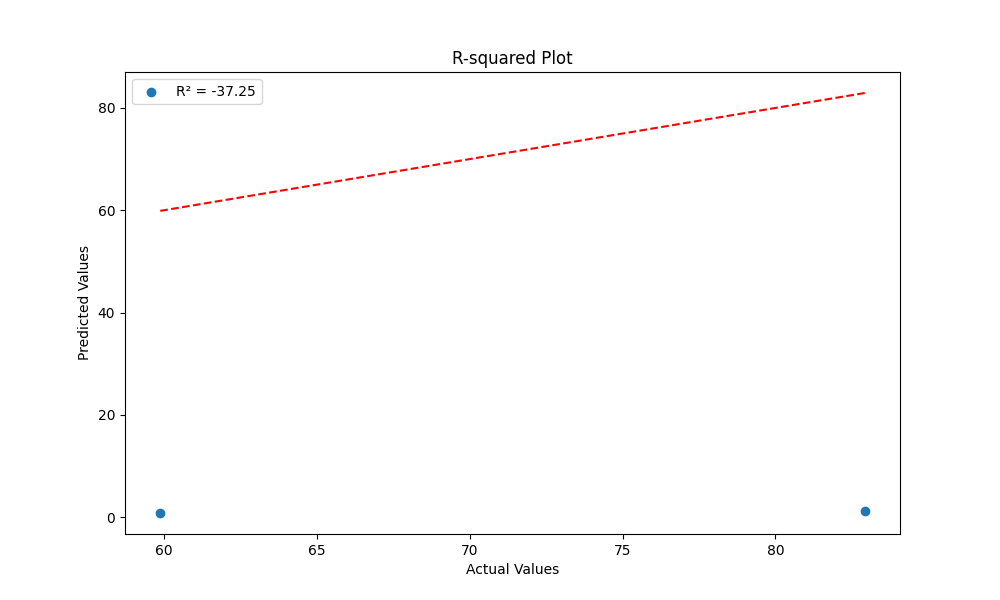 R-squared Plot
R² = -37.25
80
60
40
20
0
Predicted Values
60
65
70
75
80
Actual Values